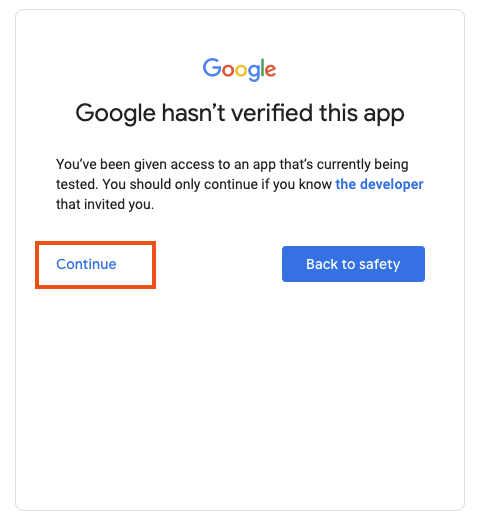 Google
Google hasn’t verified this app
You’ve been given access to an app that’s currently being
tested. You should only continue if you know the developer
that invited you.
Continue
Back to safety